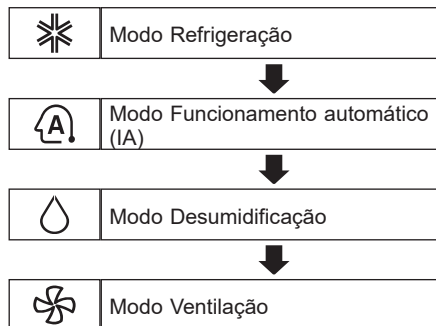 Modo Refrigeração
A
Modo Funcionamento automático
(IA)
Modo Desumidificação
Modo Ventilação